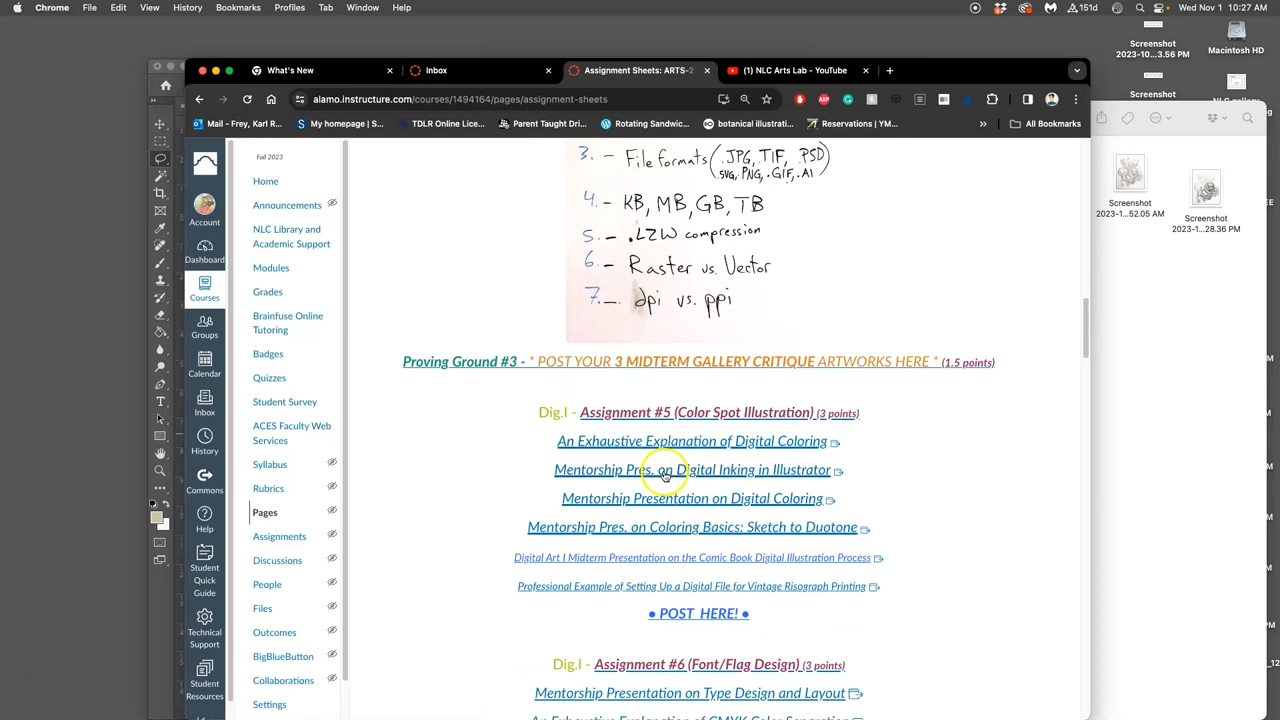 Chrome File Edit View History Bookmarks Profiles Tab Window Help
151d
Wed Nov 1 10:27 AM
What's New
Inbox
Assignment Sheets: ARTS-2
(1) NLC Arts Lab - YouTube
alamo.instructure.com/courses/1494164/pages/assignment-sheets
Mail - Frey, Karl R...
My homepage | S...
TDLR Online Lice...
Parent Taught Dri...
Rotating Sandwic...
botanical illustrati...
Reservations | YM...
All Bookmarks
Screenshot
2023-10...3.56 PM
Macintosh HD
Screenshot
2023-1...52.05 AM
Screenshot
2023-1...28.36 PM
Account
Dashboard
Courses
Groups
Calendar
Inbox
History
Commons
Help
Student
Quick
Guide
Technical
Support
Student
Resources
Fall 2023
Home
Announcements
NLC Library and
Academic Support
Modules
Grades
Brainfuse Online
Tutoring
Badges
Quizzes
Student Survey
ACES Faculty Web
Services
Syllabus
Rubrics
Pages
Assignments
Discussions
People
Files
Outcomes
BigBlueButton
Collaborations
Settings
3. - File formats (.JPG, TIF, .PSD)
.SVG, .PNG, .GIF, .AI
4. - KB, MB, GB, TB
5. - .LZW compression
6. - Raster vs. Vector
7. - dpi vs. ppi
Proving Ground #3 - * POST YOUR 3 MIDTERM GALLERY CRITIQUE ARTWORKS HERE * (1.5 points)
Dig.I - Assignment #5 (Color Spot Illustration) (3 points)
An Exhaustive Explanation of Digital Coloring
Mentorship Pres. on Digital Inking in Illustrator
Mentorship Presentation on Digital Coloring
Mentorship Pres. on Coloring Basics: Sketch to Duotone
Digital Art I Midterm Presentation on the Comic Book Digital Illustration Process
Professional Example of Setting Up a Digital File for Vintage Risograph Printing
• POST HERE! •
Dig.I - Assignment #6 (Font/Flag Design) (3 points)
Mentorship Presentation on Type Design and Layout
An Exhaustive Explanation of CMYK Color Separation